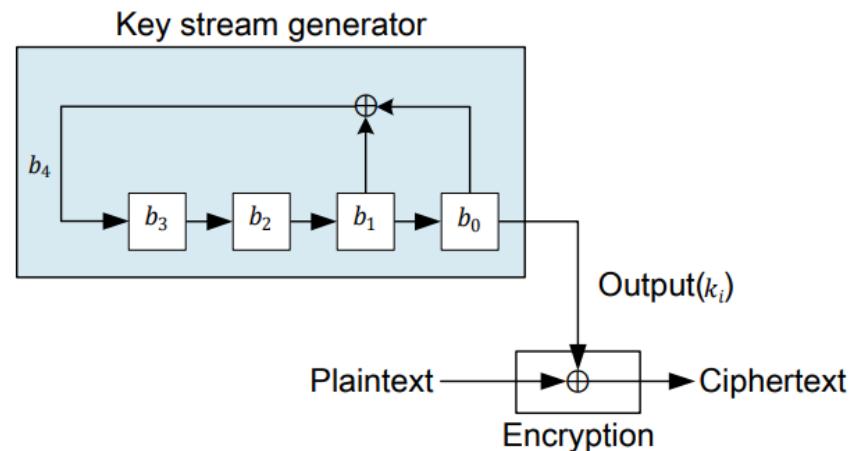 Key stream generator
b₄
b₃ b₂ b₁ b₀
Output(kᵢ)
Plaintext Ciphertext
Encryption